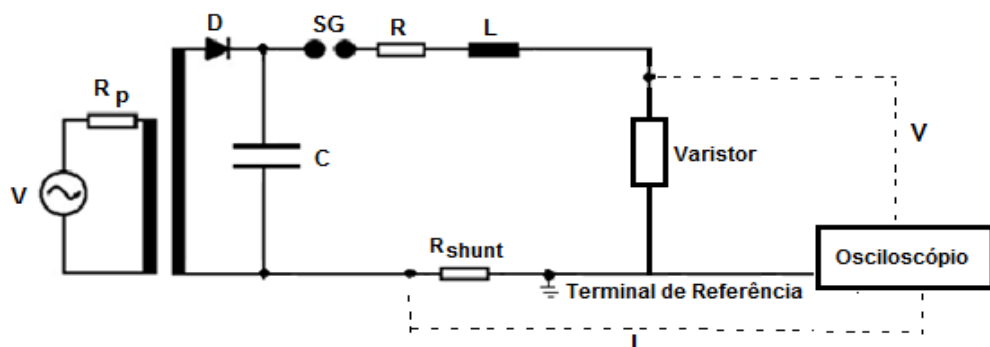 D
SG
R
L
R p
V
C
Varistor
V
R shunt
Terminal de Referência
Osciloscópio
I